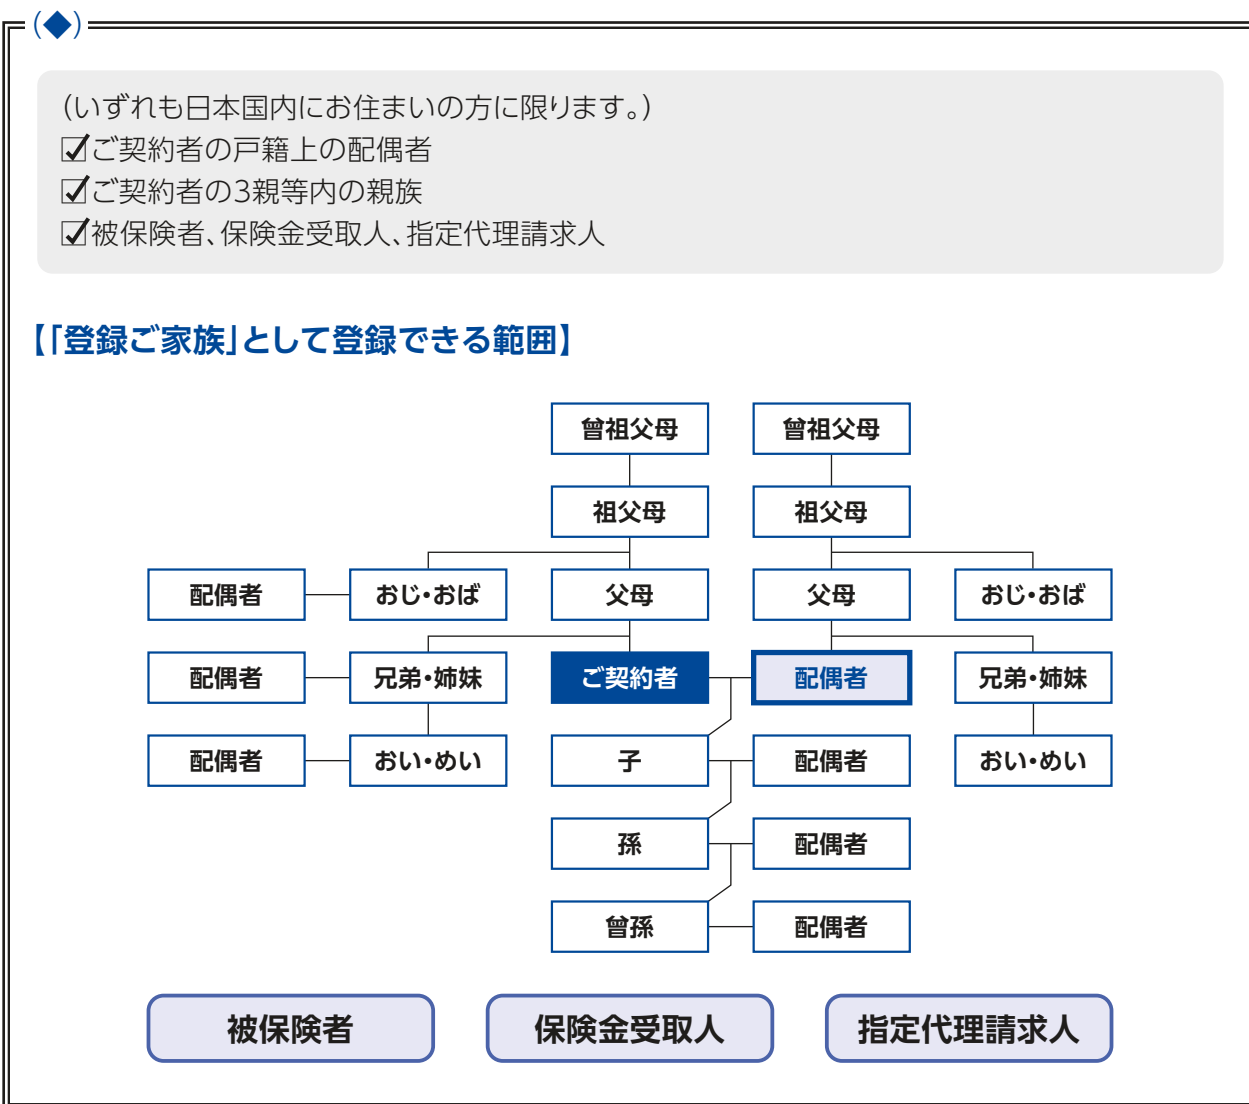 (◆)
(いずれも日本国内にお住まいの方に限ります。)
☑ご契約者の戸籍上の配偶者
☑ご契約者の3親等内の親族
☑被保険者、保険金受取人、指定代理請求人
【「登録ご家族」として登録できる範囲】
曾祖父母 曾祖父母
祖父母 祖父母
配偶者 おじ・おば 父母 父母 おじ・おば
配偶者 兄弟・姉妹 ご契約者 配偶者 兄弟・姉妹
配偶者 おい・めい 子 配偶者 おい・めい
孫 配偶者
曾孫 配偶者
被保険者 保険金受取人 指定代理請求人